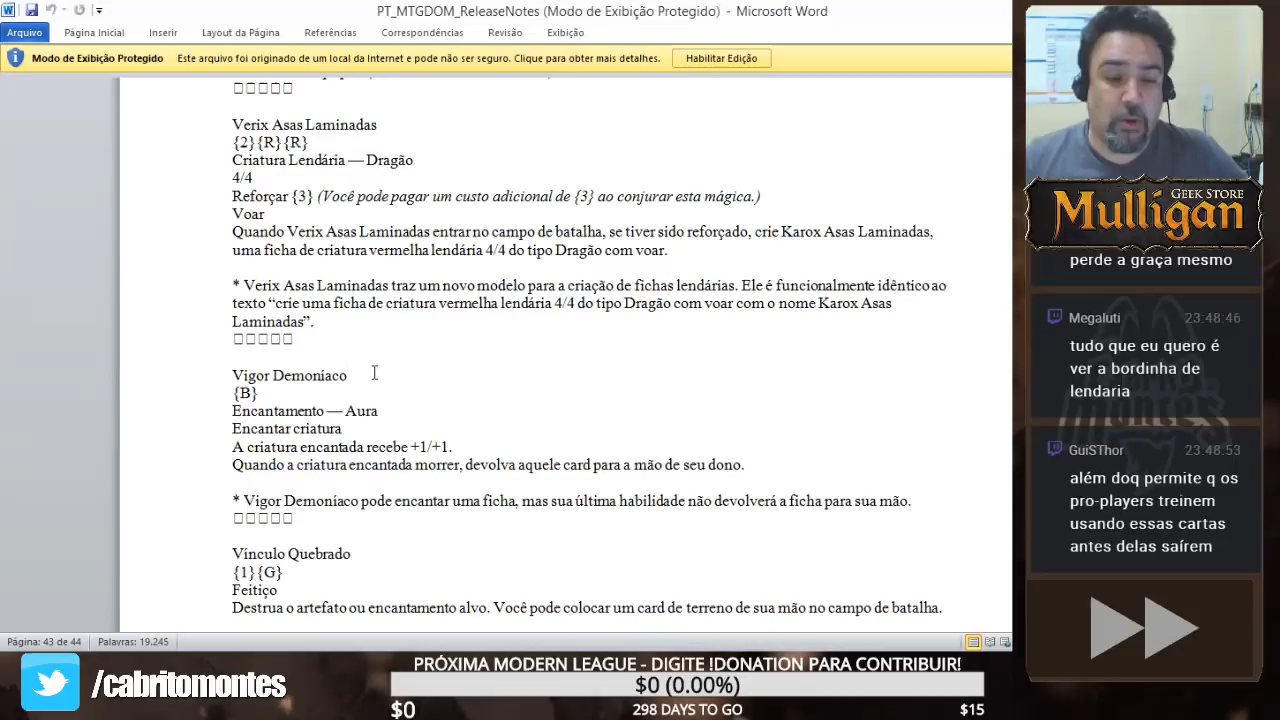 PT_MTGDOM_ReleaseNotes (Modo de Exibição Protegido) - Microsoft Word
Arquivo
Página Inicial
Inserir
Layout da Página
Referências
Correspondências
Revisão
Exibição
Modo de Exibição Protegido
Este arquivo foi originado de um local da Internet e pode não ser seguro. Clique para obter mais detalhes.
Habilitar Edição
Verix Asas Laminadas
{2}{R}{R}
Criatura Lendária — Dragão
4/4
Reforçar {3} (Você pode pagar um custo adicional de {3} ao conjurar esta mágica.)
Voar
Quando Verix Asas Laminadas entrar no campo de batalha, se tiver sido reforçado, crie Karox Asas Laminadas,
uma ficha de criatura vermelha lendária 4/4 do tipo Dragão com voar.
* Verix Asas Laminadas traz um novo modelo para a criação de fichas lendárias. Ele é funcionalmente idêntico ao
texto “crie uma ficha de criatura vermelha lendária 4/4 do tipo Dragão com voar com o nome Karox Asas
Laminadas”.
Vigor Demoníaco
{B}
Encantamento — Aura
Encantar criatura
A criatura encantada recebe +1/+1.
Quando a criatura encantada morrer, devolva aquele card para a mão de seu dono.
* Vigor Demoníaco pode encantar uma ficha, mas sua última habilidade não devolverá a ficha para sua mão.
Vínculo Quebrado
{1}{G}
Feitiço
Destrua o artefato ou encantamento alvo. Você pode colocar um card de terreno de sua mão no campo de batalha.
Página: 43 de 44
Palavras: 19.245
Mulligan
GEEK STORE
perde a graça mesmo
Megaluti 23:48:46
tudo que eu quero é
ver a bordinha de
lendaria
GuiSThor 23:48:53
além doq permite q os
pro-players treinem
usando essas cartas
antes delas saírem
/cabritomontes
PRÓXIMA MODERN LEAGUE - DIGITE !DONATION PARA CONTRIBUIR!
$0 (0.00%)
$0
298 DAYS TO GO
$15